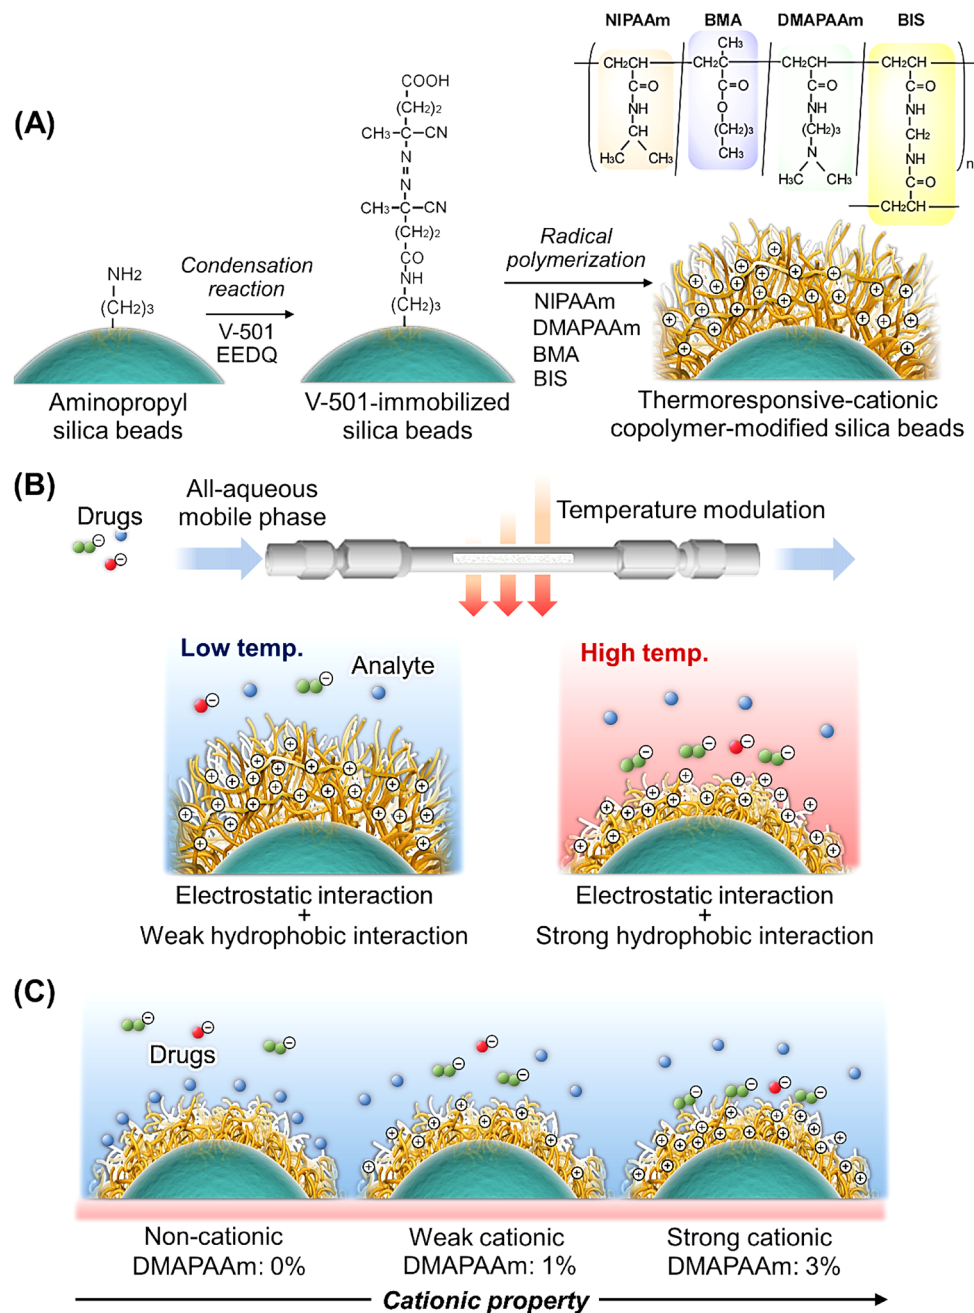 (A)
NIPAAm BMA DMAPAAm BIS
CH₂CH CH₂C CH₂CH CH₂CH
CH₃
C=O C=O C=O C=O
NH O NH NH
CH (CH₂)₃ (CH₂)₃ CH₂
H₃C CH₃ CH₃ N NH
H₃C CH₃ C=O
CH₂CH
n
COOH
(CH₂)₂
CH₃ C CN
N
N
CH₃ C CN
(CH₂)₂
CO
NH
(CH₂)₃
NH2
(CH2)3
Condensation
reaction
V-501
EEDQ
Radical
polymerization
NIPAAm
DMAPAAm
BMA
BIS
+
Aminopropyl
silica beads
V-501-immobilized
silica beads
Thermoresponsive-cationic
copolymer-modified silica beads
(B)
Drugs
All-aqueous
mobile phase
Temperature modulation
Low temp.
Analyte
High temp.
Electrostatic interaction
+
Weak hydrophobic interaction
Electrostatic interaction
+
Strong hydrophobic interaction
(C)
Drugs
Non-cationic
DMAPAAm: 0%
Weak cationic
DMAPAAm: 1%
Strong cationic
DMAPAAm: 3%
Cationic property